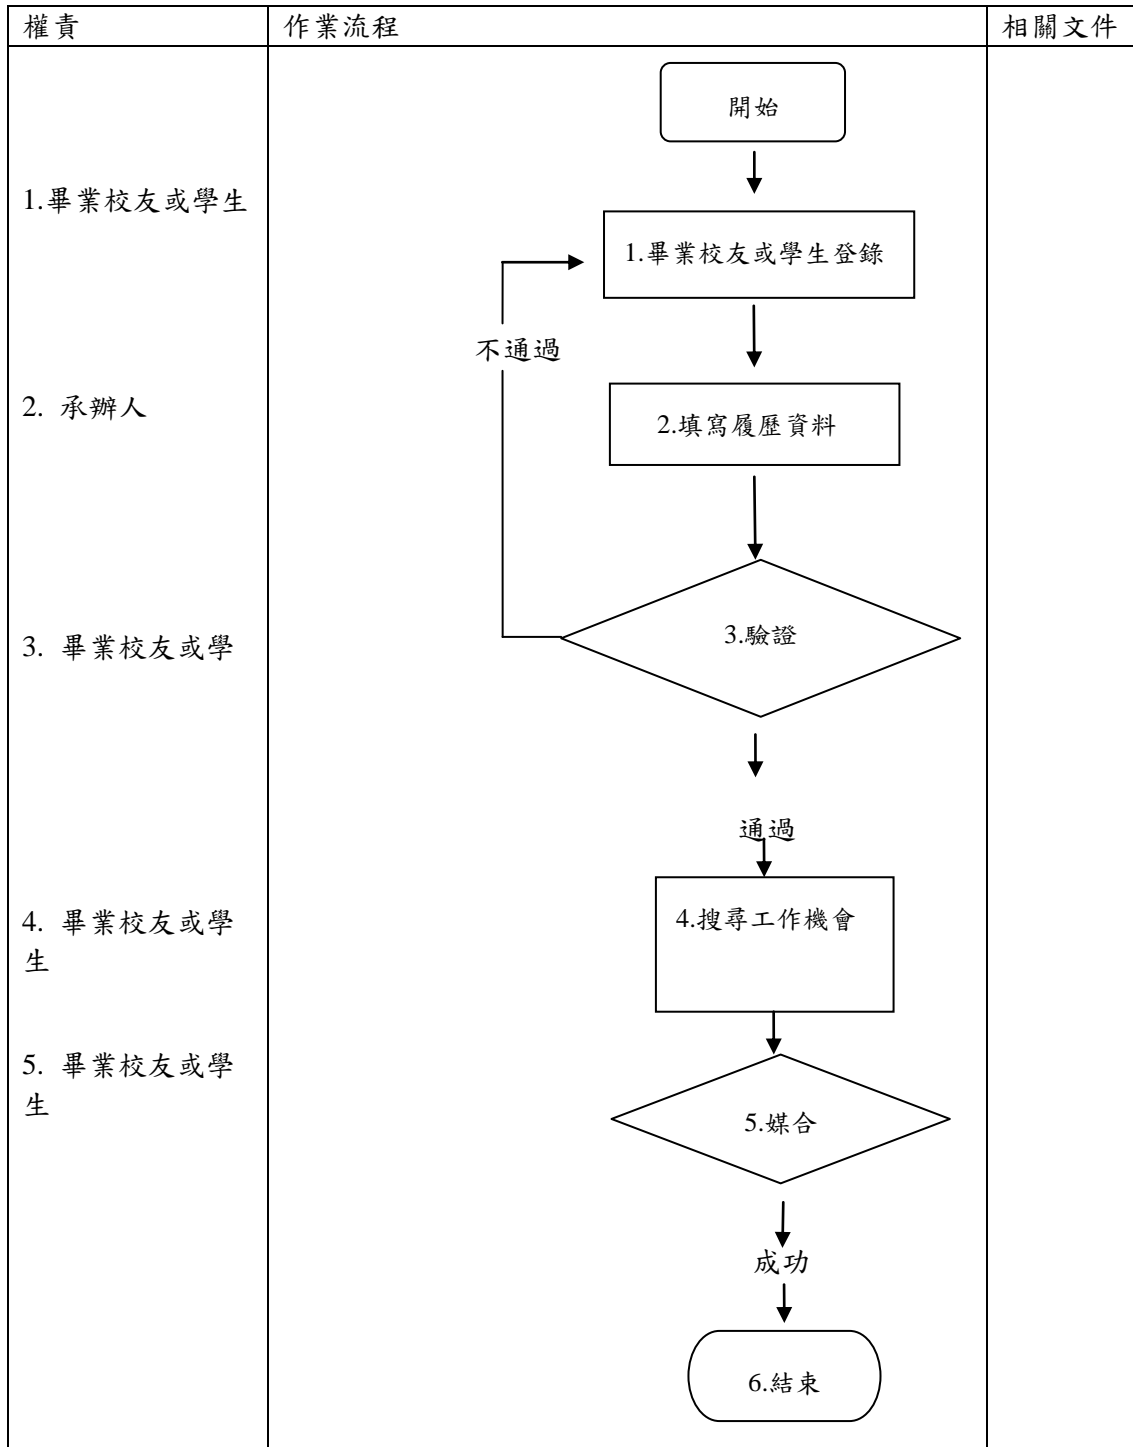 權責
作業流程
相關文件
開始
1.畢業校友或學生
1.畢業校友或學生登錄
不通過
2. 承辦人
2.填寫履歷資料
3. 畢業校友或學
3.驗證
通過
4. 畢業校友或學
生
4.搜尋工作機會
5. 畢業校友或學
生
5.媒合
成功
6.結束